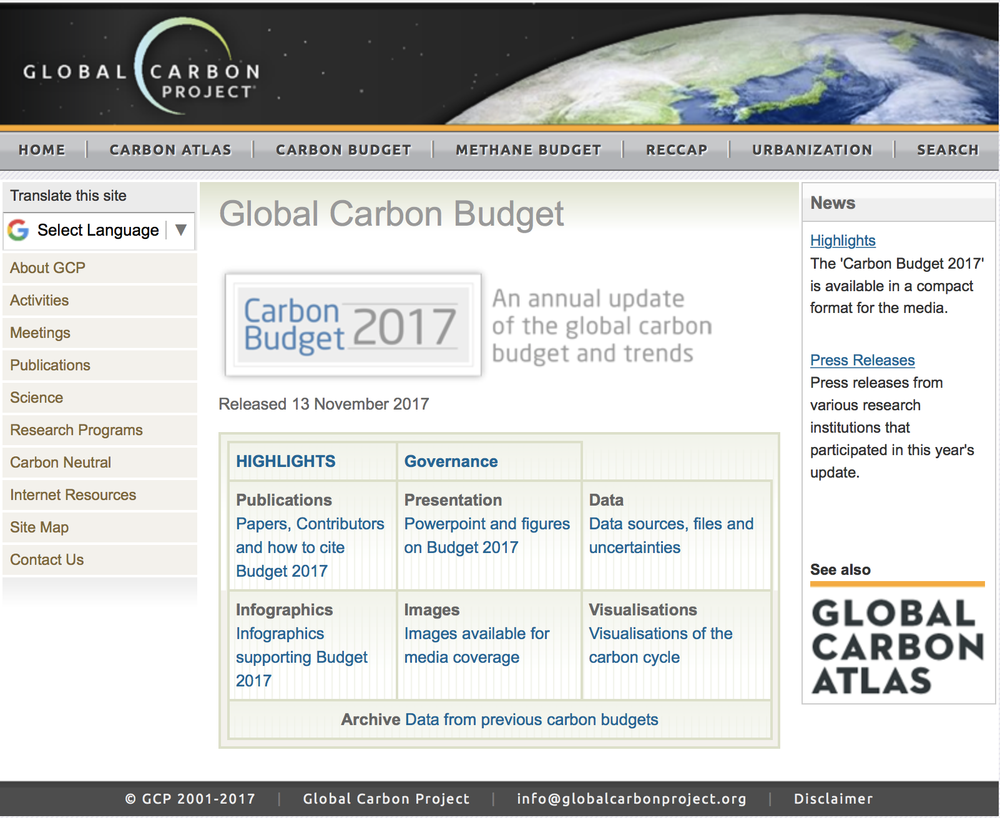 GLOBAL CARBON
PROJECT
HOME
CARBON ATLAS
CARBON BUDGET
METHANE BUDGET
RECCAP
URBANIZATION
SEARCH
Translate this site
Select Language ▼
About GCP
Activities
Meetings
Publications
Science
Research Programs
Carbon Neutral
Internet Resources
Site Map
Contact Us
Global Carbon Budget
Carbon
Budget
2017
An annual update
of the global carbon
budget and trends
Released 13 November 2017
HIGHLIGHTS
Governance
Publications
Papers, Contributors
and how to cite
Budget 2017
Presentation
Powerpoint and figures
on Budget 2017
Data
Data sources, files and
uncertainties
Infographics
Infographics
supporting Budget
2017
Images
Images available for
media coverage
Visualisations
Visualisations of the
carbon cycle
Archive Data from previous carbon budgets
News
Highlights
The 'Carbon Budget 2017'
is available in a compact
format for the media.
Press Releases
Press releases from
various research
institutions that
participated in this year's
update.
See also
GLOBAL
CARBON
ATLAS
© GCP 2001-2017 | Global Carbon Project | info@globalcarbonproject.org | Disclaimer